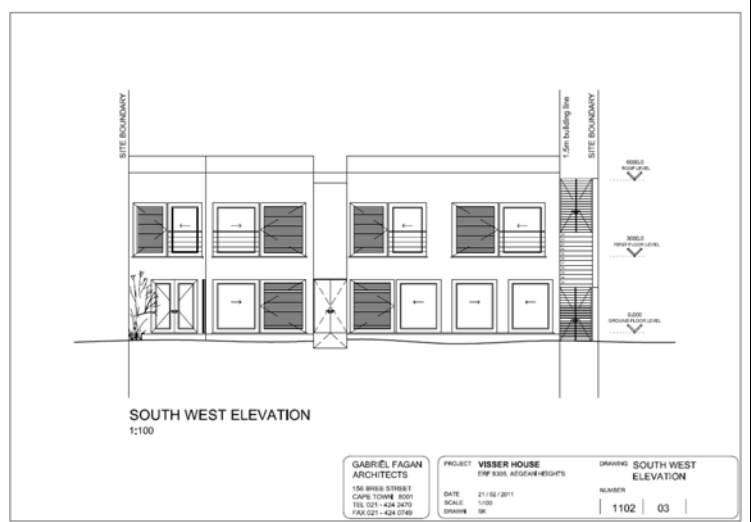 SITE BOUNDARY
1.5m building line
SITE BOUNDARY
6000.0
ROOF LEVEL
3000.0
FIRST FLOOR LEVEL
0.000
GROUND FLOOR LEVEL
SOUTH WEST ELEVATION
1:100
GABRIËL FAGAN
ARCHITECTS
156 BREE STREET
CAPE TOWN 8001
TEL 021 - 424 2470
FAX 021 - 424 0749
PROJECT VISSER HOUSE
ERF 5305, AEGEAN HEIGHTS
DATE 21 / 02 / 2011
SCALE 1/100
DRAWN SK
DRAWING SOUTH WEST
ELEVATION
NUMBER
1102 03